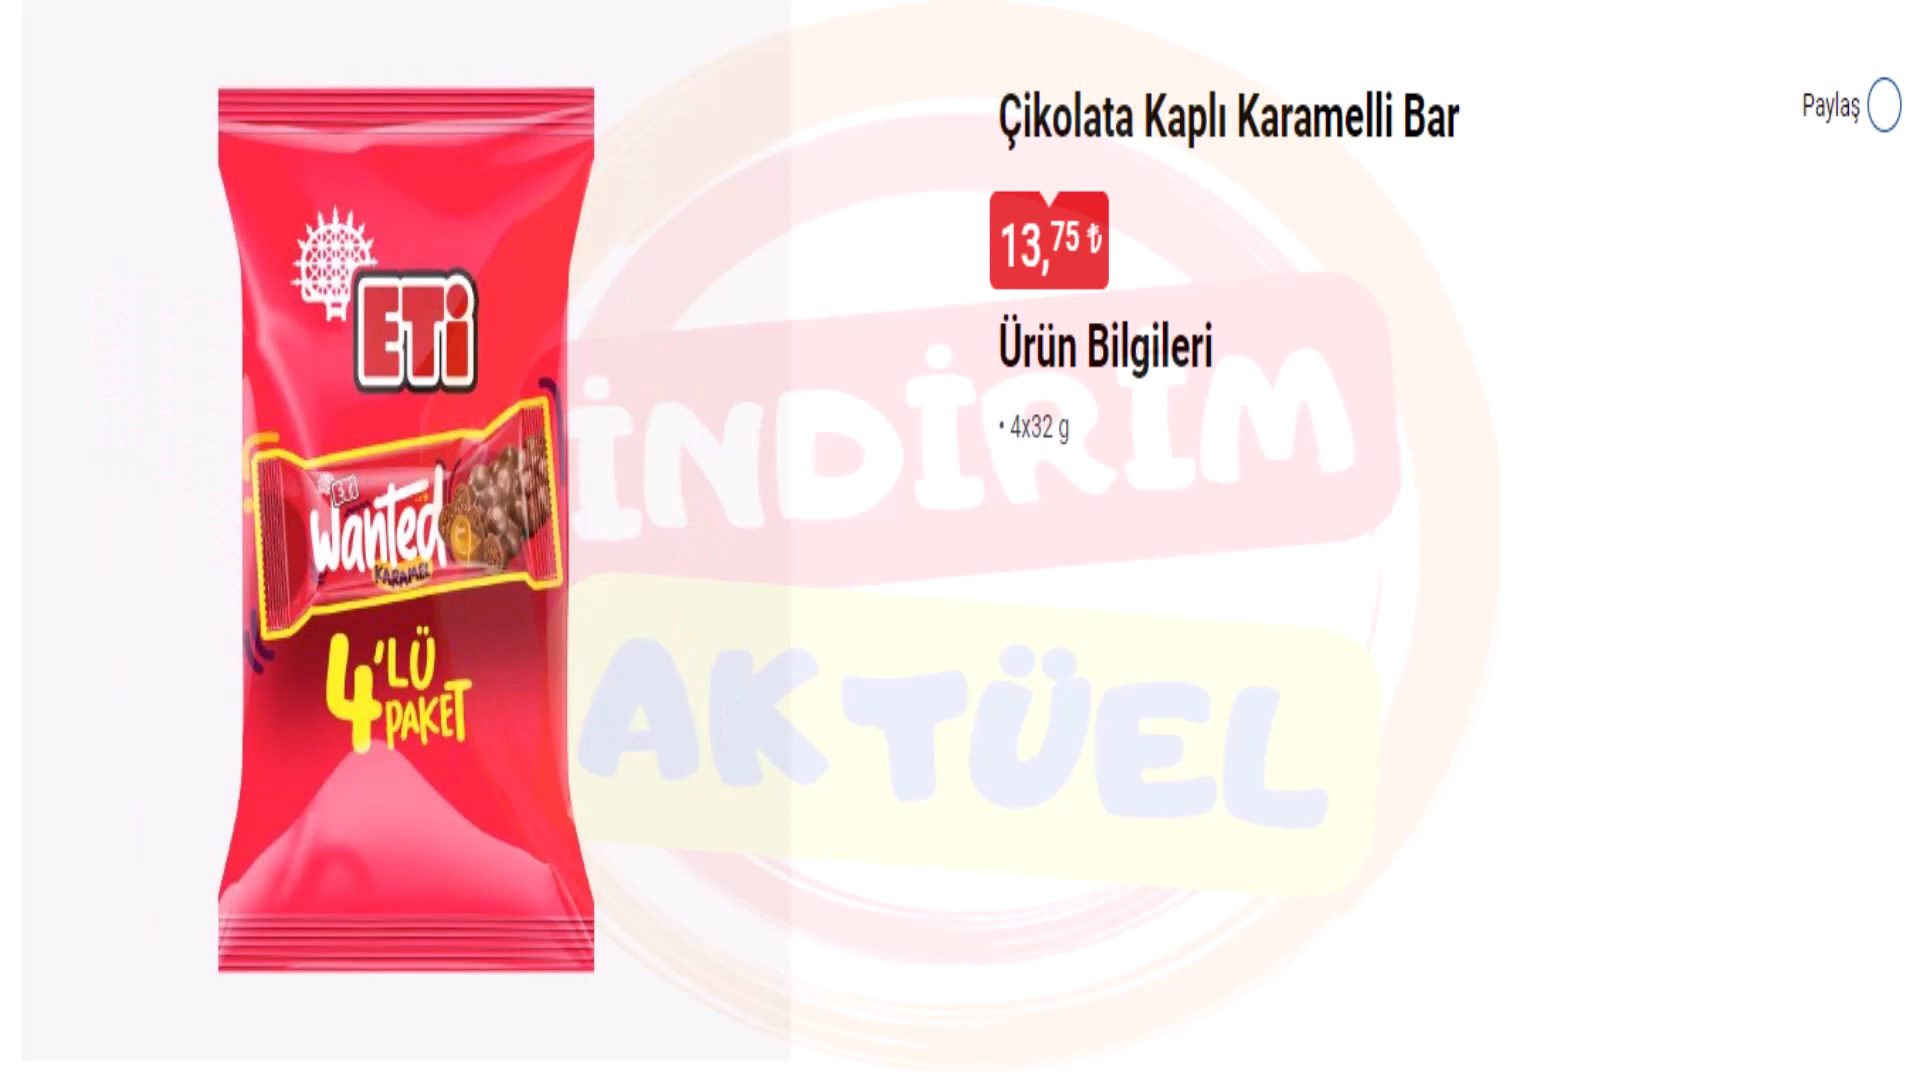 Çikolata Kaplı Karamelli Bar
Paylaş
13,75 ₺
Ürün Bilgileri
• 4x32 g
ETİ
ETİ
Wanted
KARAMEL
4'LÜ
PAKET
İNDİRİM
AKTÜEL